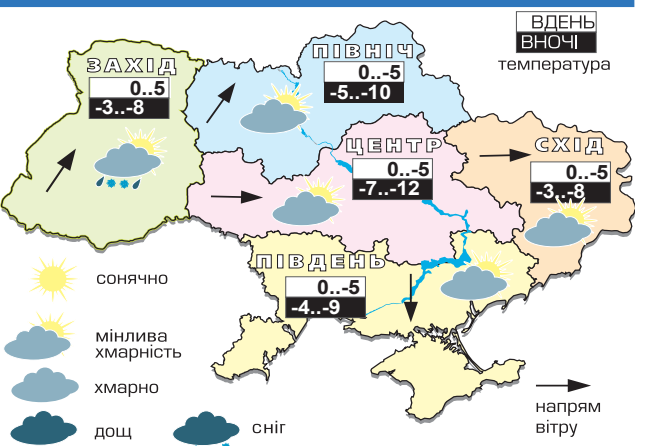 ВДЕНЬ
ВНОЧІ
температура
ЗАХІД
0..5
-3..-8
ПІВНІЧ
0..-5
-5..-10
ЦЕНТР
0..-5
-7..-12
СХІД
0..-5
-3..-8
ПІВДЕНЬ
0..-5
-4..-9
сонячно
мінлива
хмарність
хмарно
дощ
сніг
напрям
вітру